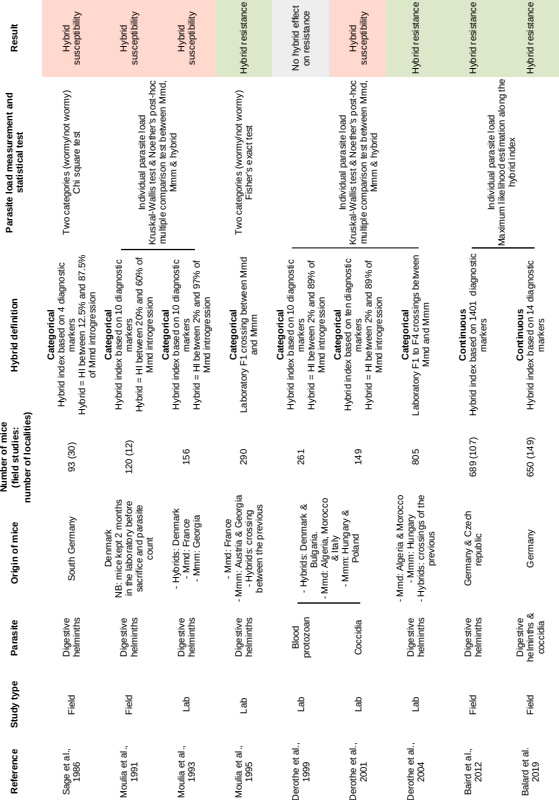 Reference
Study type
Parasite
Origin of mice
Number of mice
(field studies:
number of localities)
Hybrid definition
Parasite load measurement and
statistical test
Result
Sage et al.,
1986
Field
Digestive
helminths
South Germany
93 (30)
Categorical
Hybrid index based on 4 diagnostic
markers
Hybrid = HI between 12.5% and 87.5%
of Mmd introgression
Two categories (wormy/not wormy)
Chi square test
Hybrid
susceptibility
Moulia et al.,
1991
Field
Digestive
helminths
Denmark
NB: mice kept 2 months
in the laboratory before
sacrifice and parasite
count
120 (12)
Categorical
Hybrid index based on 10 diagnostic
markers
Hybrid = HI between 20% and 60% of
Mmd introgression
Individual parasite load
Kruskal-Wallis test & Noether's post-hoc
multiple comparison test between Mmd,
Mmm & hybrid
Hybrid
susceptibility
Moulia et al.,
1993
Lab
Digestive
helminths
- Hybrids: Denmark
- Mmd: France
- Mmm: Georgia
156
Categorical
Hybrid index based on 10 diagnostic
markers
Hybrid = HI between 2% and 97% of
Mmd introgression
Hybrid
susceptibility
Moulia et al.,
1995
Lab
Digestive
helminths
- Mmd: France
- Mmm: Austria & Georgia
- Hybrids: crossing
between the previous
290
Categorical
Laboratory F1 crossing between Mmd
and Mmm
Two categories (wormy/not wormy)
Fisher's exact test
Hybrid resistance
Derothe et al.,
1999
Lab
Blood
protozoan
- Hybrids: Denmark &
Bulgaria.
- Mmd: Algeria, Morocco
& Italy
- Mmm: Hungary &
Poland
261
Categorical
Hybrid index based on 10 diagnostic
markers
Hybrid = HI between 2% and 89% of
Mmd introgression
Individual parasite load
Kruskal-Wallis test & Noether's post-hoc
multiple comparison test between Mmd,
Mmm & hybrid
No hybrid effect
on resistance
Derothe et al.,
2001
Lab
Coccidia
149
Categorical
Hybrid index based on ten diagnostic
markers
Hybrid = HI between 2% and 89% of
Mmd introgression
Hybrid
susceptibility
Derothe et al.,
2004
Lab
Digestive
helminths
- Mmd: Algeria & Morocco
- Mmm: Hungary
- Hybrids: crossings of the
previous
805
Categorical
Laboratory F1 to F4 crossings between
Mmd and Mmm
Hybrid resistance
Baird et al.,
2012
Field
Digestive
helminths
Germany & Czech
republic
689 (107)
Continuous
Hybrid index based on 1401 diagnostic
markers
Individual parasite load
Maximum likelihood estimation along the
hybrid index
Hybrid resistance
Balard et al.
2019
Field
Digestive
helminths &
coccidia
Germany
650 (149)
Continuous
Hybrid index based on 14 diagnostic
markers
Hybrid resistance